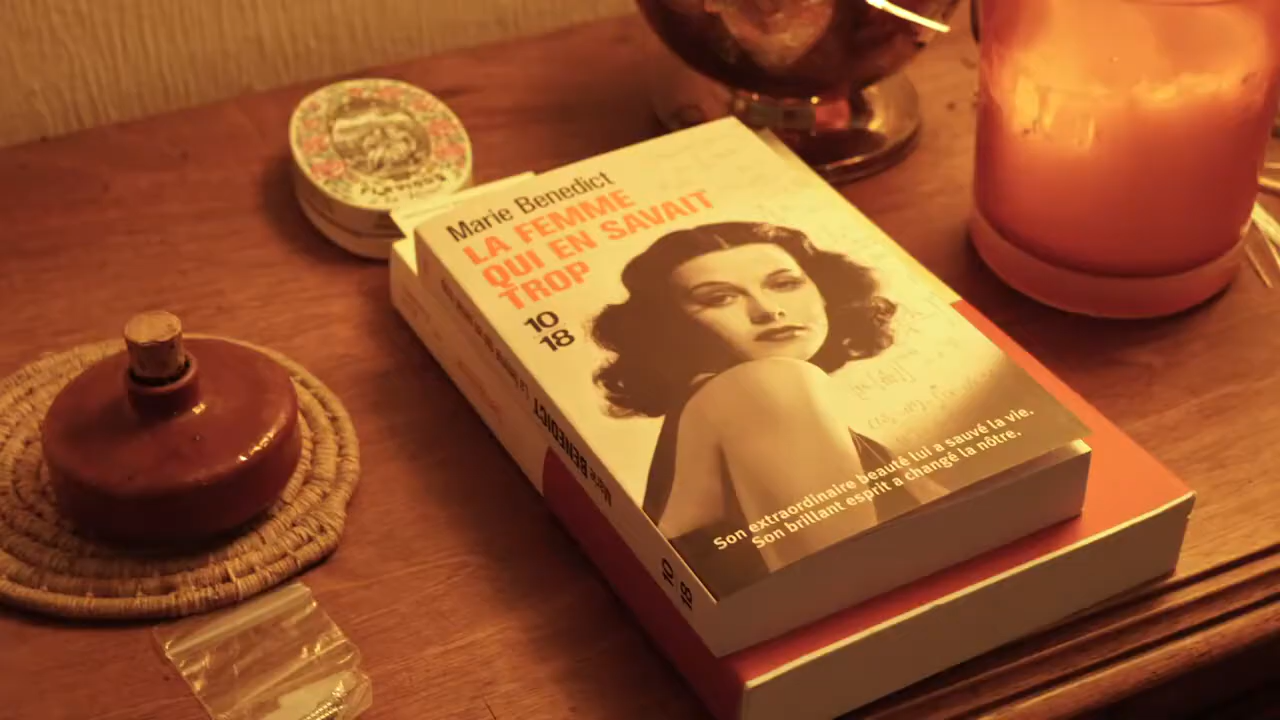 Marie Benedict
LA FEMME
QUI EN SAVAIT
TROP
10
18
Son extraordinaire beauté lui a sauvé la vie.
Son brillant esprit a changé la nôtre.
Marie BENEDICT
10
18